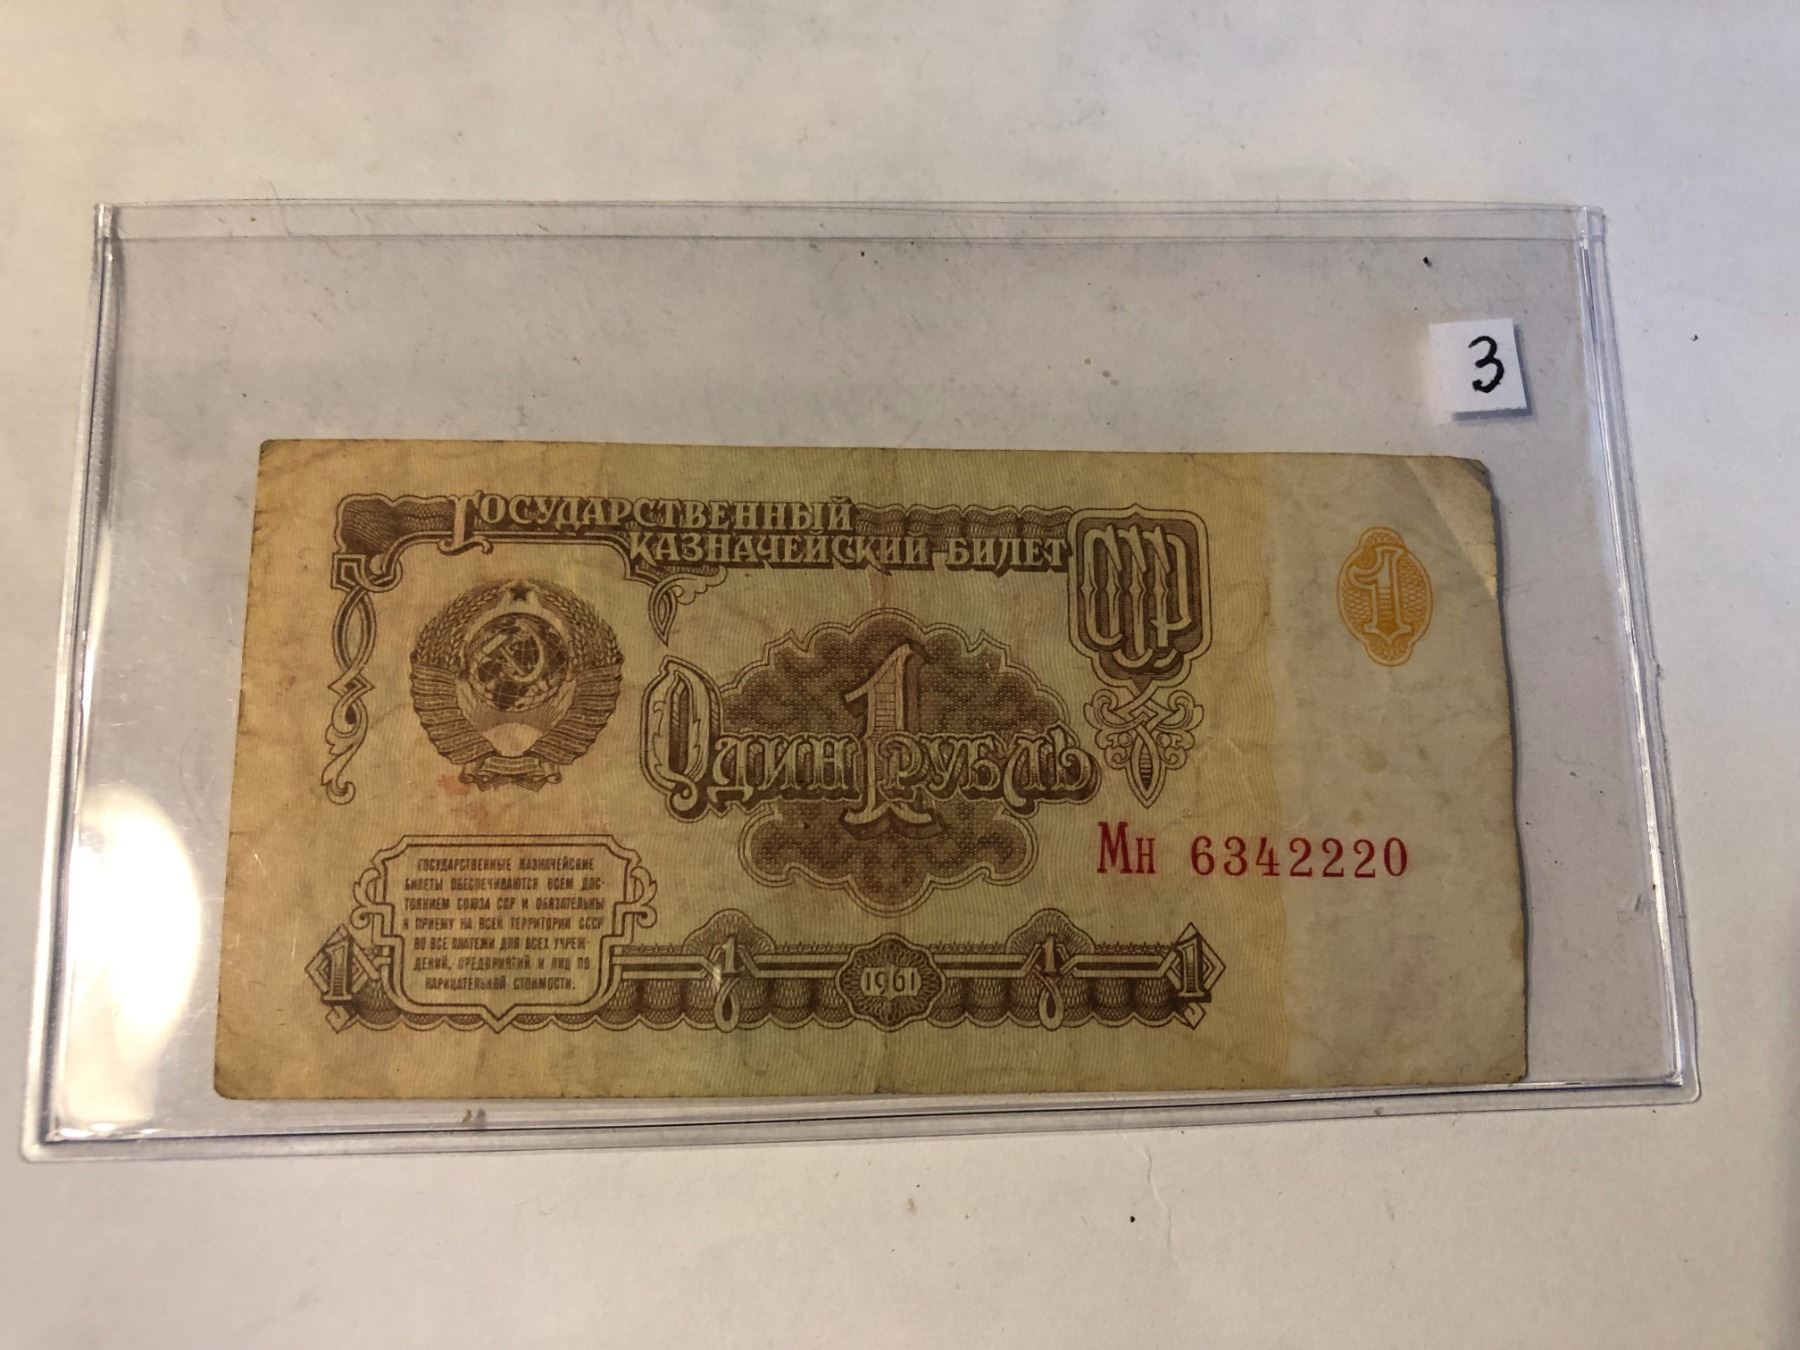 3
Государственный
казначейский билет
СССР
1
1
Один рубль
Мн 6342220
Государственные казначейские
билеты обеспечиваются всем дос-
тоянием Союза ССР и обязательны
к приему на всей территории СССР
во все платежи для всех учреж-
дений, предприятий и лиц по
нарицательной стоимости.
1 1 1961 1 1